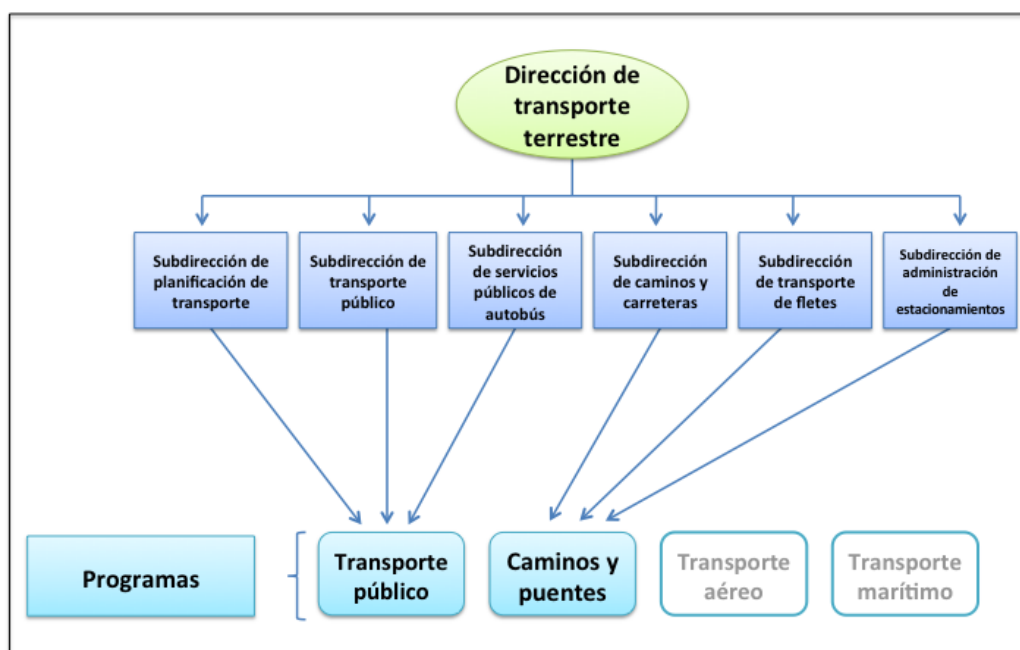 Dirección de
transporte
terrestre
Subdirección de
planificación de
transporte
Subdirección de
transporte
público
Subdirección
de servicios
públicos de
autobús
Subdirección
de caminos y
carreteras
Subdirección
de transporte
de fletes
Subdirección de
administración
de
estacionamientos
Programas
Transporte
público
Caminos y
puentes
Transporte
aéreo
Transporte
marítimo